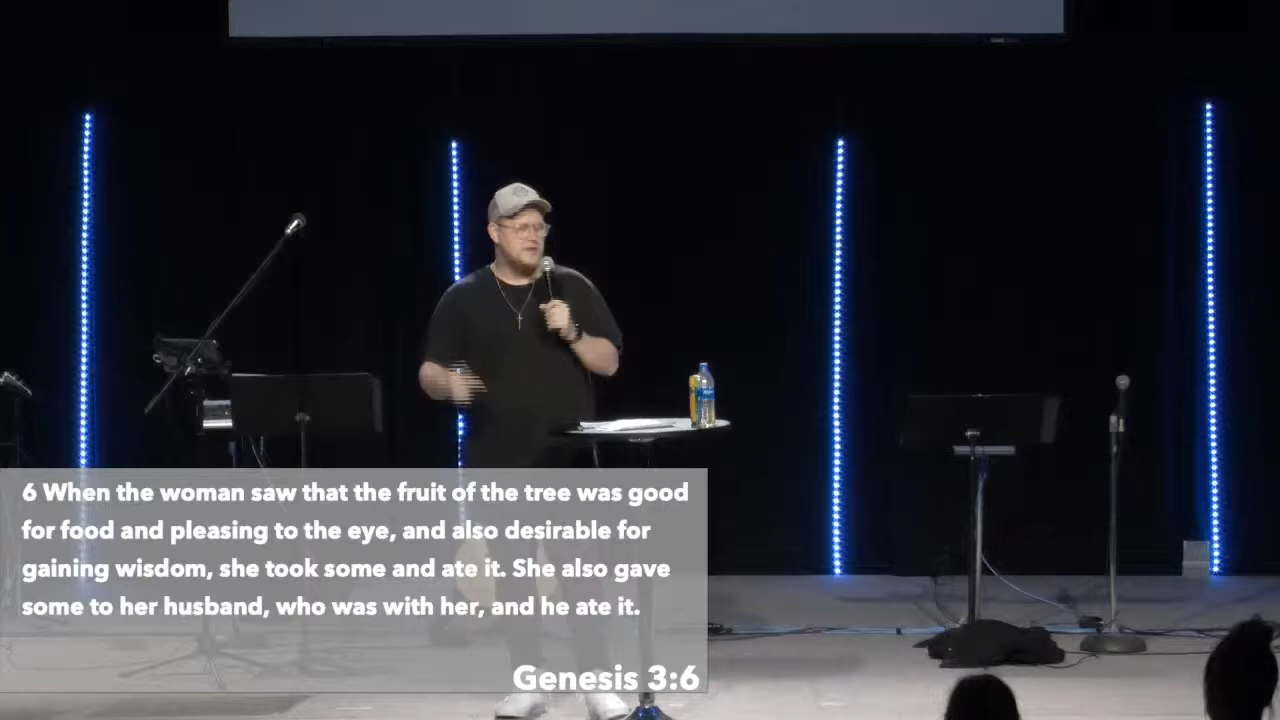 6 When the woman saw that the fruit of the tree was good
for food and pleasing to the eye, and also desirable for
gaining wisdom, she took some and ate it. She also gave
some to her husband, who was with her, and he ate it.
Genesis 3:6